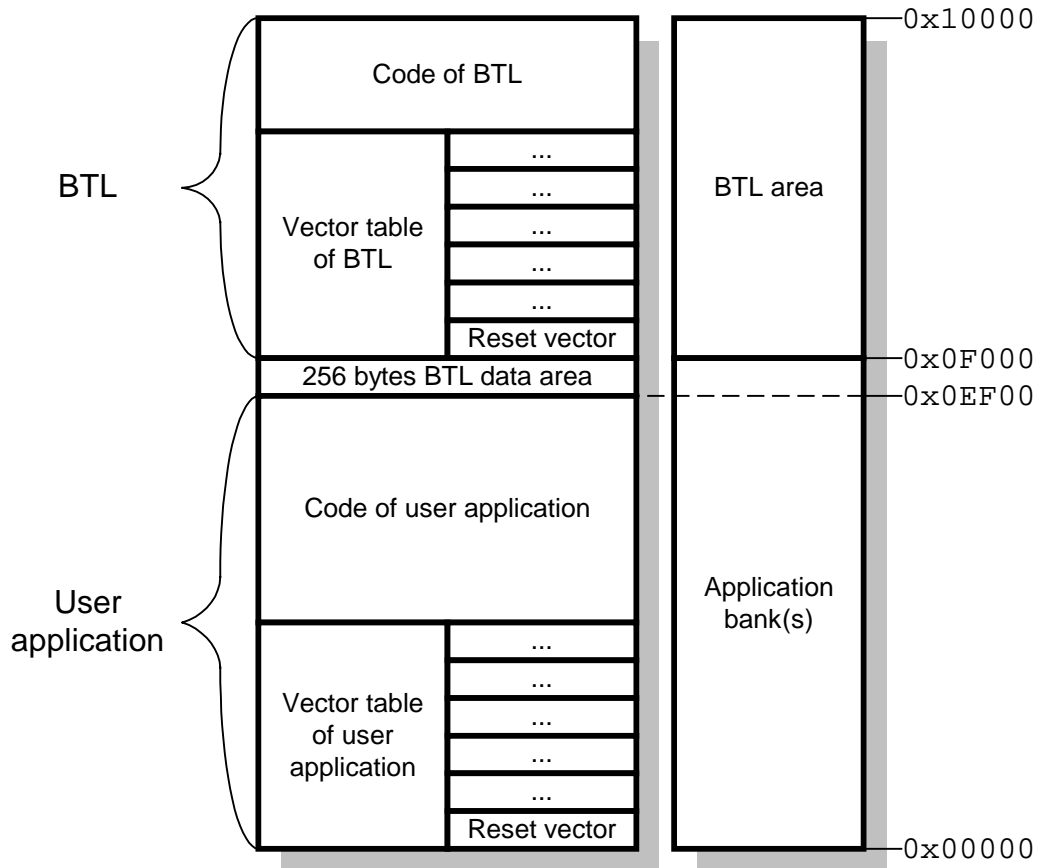 0x10000
Code of BTL
BTL
Vector table
of BTL
...
...
...
...
...
Reset vector
BTL area
0x0F000
256 bytes BTL data area
0x0EF00
Code of user application
User
application
Application
bank(s)
Vector table
of user
application
...
...
...
...
...
Reset vector
0x00000